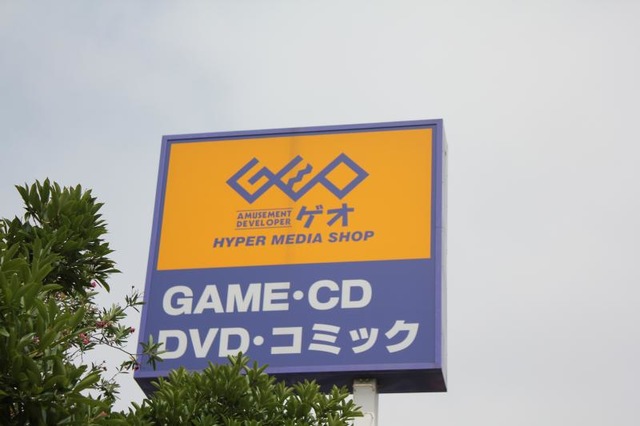 GEO
AMUSEMENT
DEVELOPER
ゲオ
HYPER MEDIA SHOP
GAME・CD
DVD・コミック